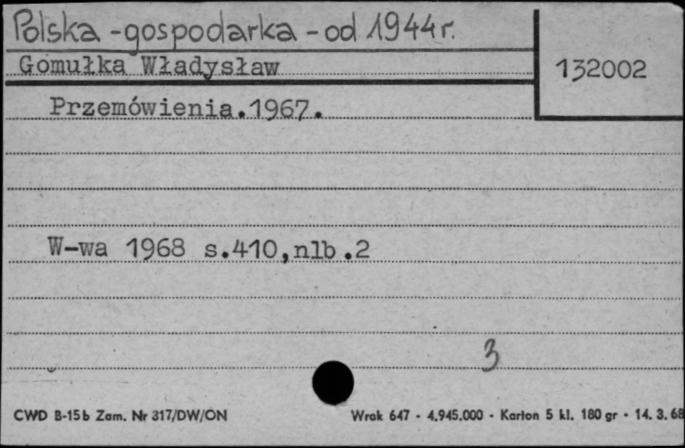 Polska - gospodarka - od 1944 r.
Gomułka Władysław
132002
Przemówienia.1967.
W-wa 1968 s.410,nlb.2
3
CWD B-15b Zam. Nr 317/DW/ON Wrak 647 - 4.945.000 - Karton 5 kl. 180 gr - 14. 3. 68